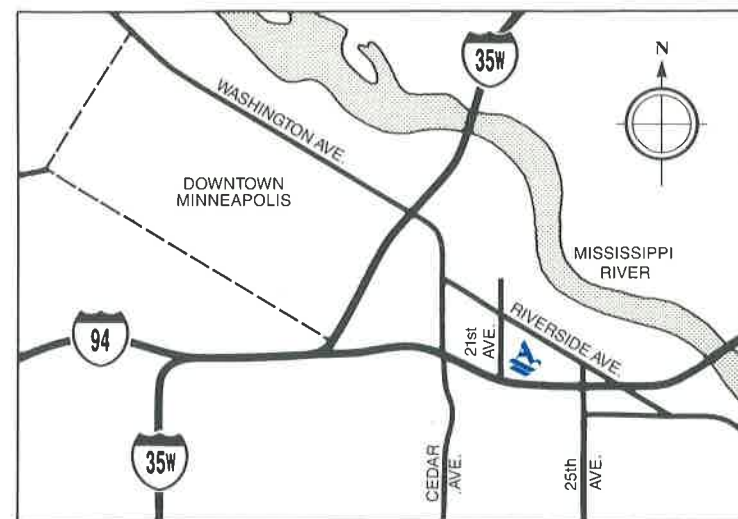 35W
N
WASHINGTON AVE.
DOWNTOWN
MINNEAPOLIS
MISSISSIPPI
RIVER
94
21st
AVE.
RIVERSIDE AVE.
35W
CEDAR
AVE.
25th
AVE.